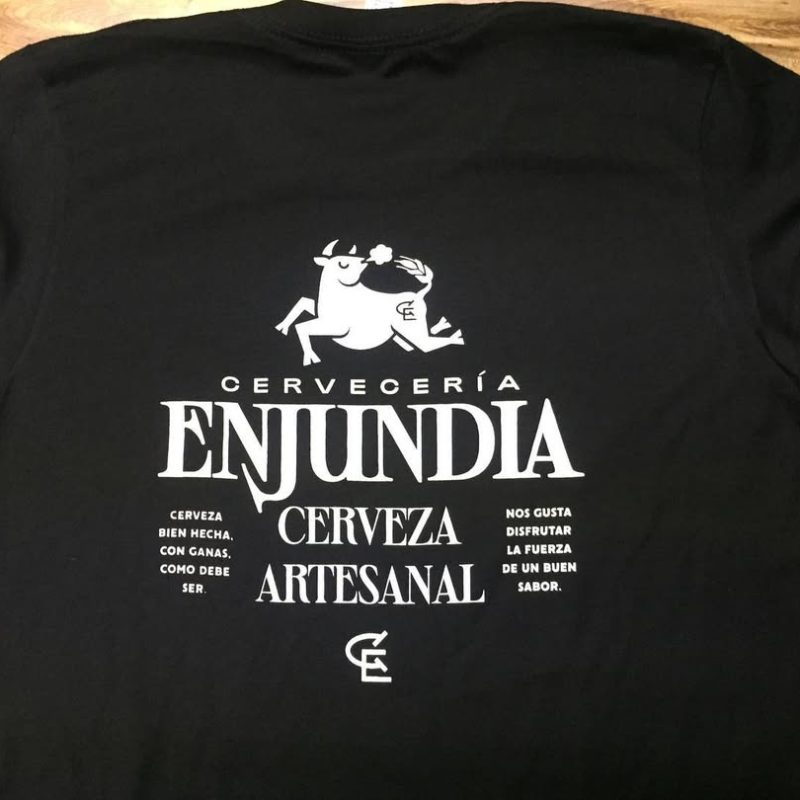 CE
CERVECERÍA
ENJUNDIA
CERVEZA
BIEN HECHA,
CON GANAS,
COMO DEBE
SER.
CERVEZA
ARTESANAL
NOS GUSTA
DISFRUTAR
LA FUERZA
DE UN BUEN
SABOR.
CE